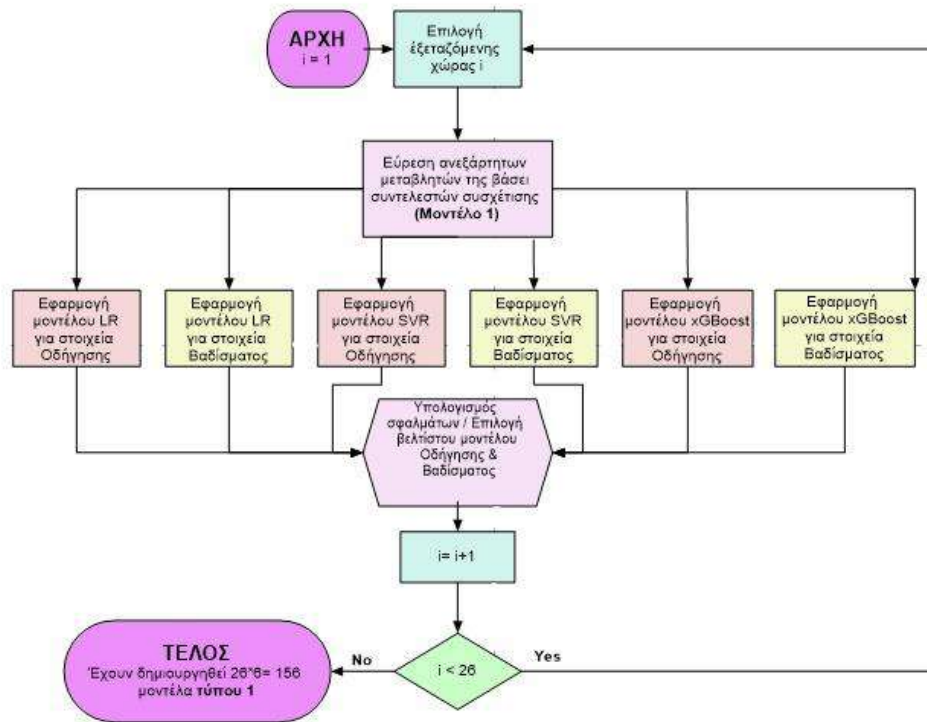 ΑΡΧΗ
i = 1
Επιλογή
έξεταζόμενης
χώρας i
Εύρεση ανεξάρτητων
μεταβλητών της βάσει
συντελεστών συσχέτισης
(Μοντέλο 1)
Εφαρμογή
μοντέλου LR
για στοιχεία
Οδήγησης
Εφαρμογή
μοντέλου LR
για στοιχεία
Βαδίσματος
Εφαρμογή
μοντέλου SVR
για στοιχεία
Οδήγησης
Εφαρμογή
μοντέλου SVR
για στοιχεία
Βαδίσματος
Εφαρμογή
μοντέλου xGBoost
για στοιχεία
Οδήγησης
Εφαρμογή
μοντέλου xGBoost
για στοιχεία
Βαδίσματος
Υπολογισμός
σφαλμάτων / Επιλογή
βελτίστου μοντέλου
Οδήγησης &
Βαδίσματος
i= i+1
i < 26
No
Yes
ΤΕΛΟΣ
Έχουν δημιουργηθεί 26*6= 156
μοντέλα τύπου 1